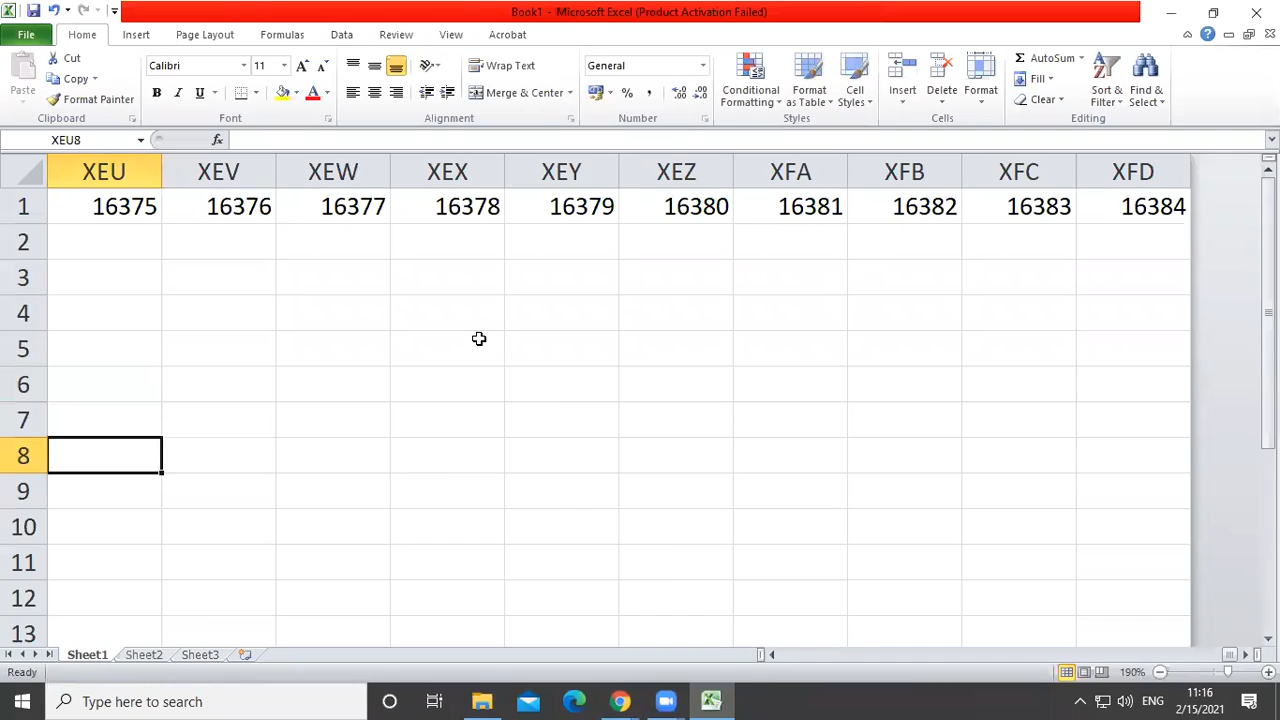 Book1 - Microsoft Excel (Product Activation Failed)
File Home Insert Page Layout Formulas Data Review View Acrobat
Paste
Cut
Copy
Format Painter
Clipboard
Calibri 11
B I U A
Font
Wrap Text
Merge & Center
Alignment
General
%
Number
Conditional Formatting
Format as Table
Cell Styles
Styles
Insert Delete Format
Cells
AutoSum
Fill
Clear
Sort & Filter
Find & Select
Editing
XEU8 fx
XEU XEV XEW XEX XEY XEZ XFA XFB XFC XFD
1 16375 16376 16377 16378 16379 16380 16381 16382 16383 16384
2
3
4
5
6
7
8
9
10
11
12
13
Sheet1 Sheet2 Sheet3
Ready 190%
Type here to search ENG 11:16
2/15/2021